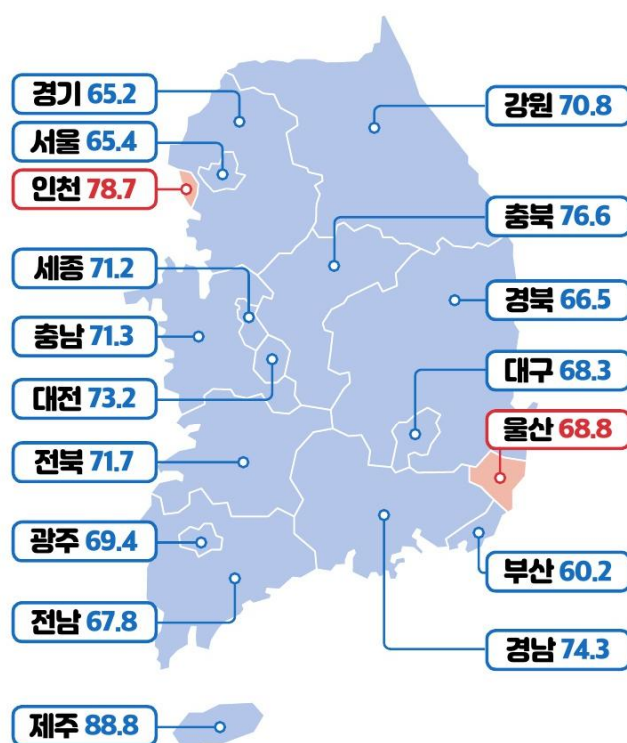 경기 65.2
서울 65.4
인천 78.7
세종 71.2
충남 71.3
대전 73.2
전북 71.7
광주 69.4
전남 67.8
제주 88.8
강원 70.8
충북 76.6
경북 66.5
대구 68.3
울산 68.8
부산 60.2
경남 74.3